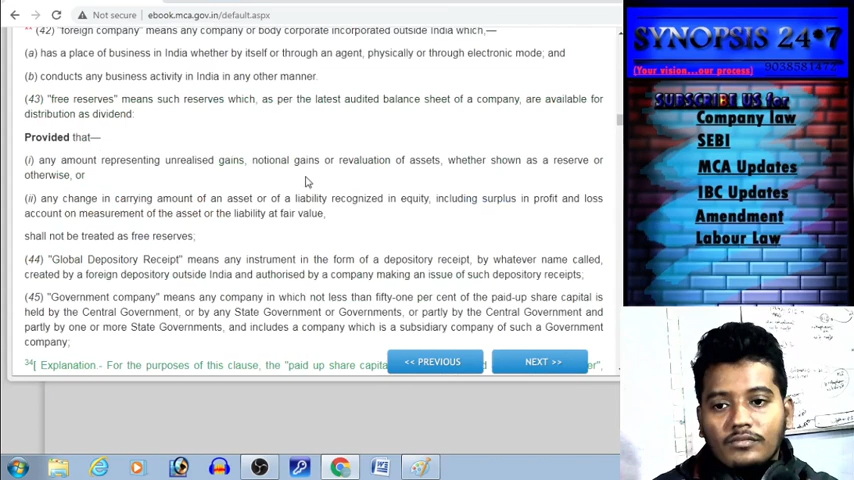 Not secure | ebook.mca.gov.in/default.aspx
(42) "foreign company" means any company or body corporate incorporated outside India which,—
(a) has a place of business in India whether by itself or through an agent, physically or through electronic mode; and
(b) conducts any business activity in India in any other manner.
(43) "free reserves" means such reserves which, as per the latest audited balance sheet of a company, are available for
distribution as dividend:
Provided that—
(i) any amount representing unrealised gains, notional gains or revaluation of assets, whether shown as a reserve or
otherwise, or
(ii) any change in carrying amount of an asset or of a liability recognized in equity, including surplus in profit and loss
account on measurement of the asset or the liability at fair value,
shall not be treated as free reserves;
(44) "Global Depository Receipt" means any instrument in the form of a depository receipt, by whatever name called,
created by a foreign depository outside India and authorised by a company making an issue of such depository receipts;
(45) "Government company" means any company in which not less than fifty-one per cent of the paid-up share capital is
held by the Central Government, or by any State Government or Governments, or partly by the Central Government and
partly by one or more State Governments, and includes a company which is a subsidiary company of such a Government
company;
34[ Explanation.- For the purposes of this clause, the "paid up share
<< PREVIOUS
NEXT >>
SYNOPSIS 24*7
9038581477
(Your vision...our process)
SUBSCRIBE US for
Company law
SEBI
MCA Updates
IBC Updates
Amendment
Labour Law